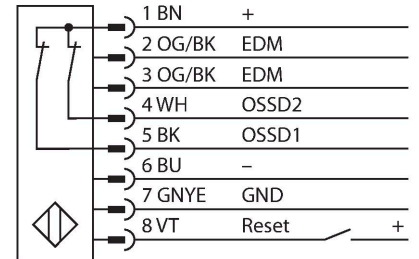 1 BN +
2 OG/BK EDM
3 OG/BK EDM
4 WH OSSD2
5 BK OSSD1
6 BU –
7 GNYE GND
8 VT Reset +